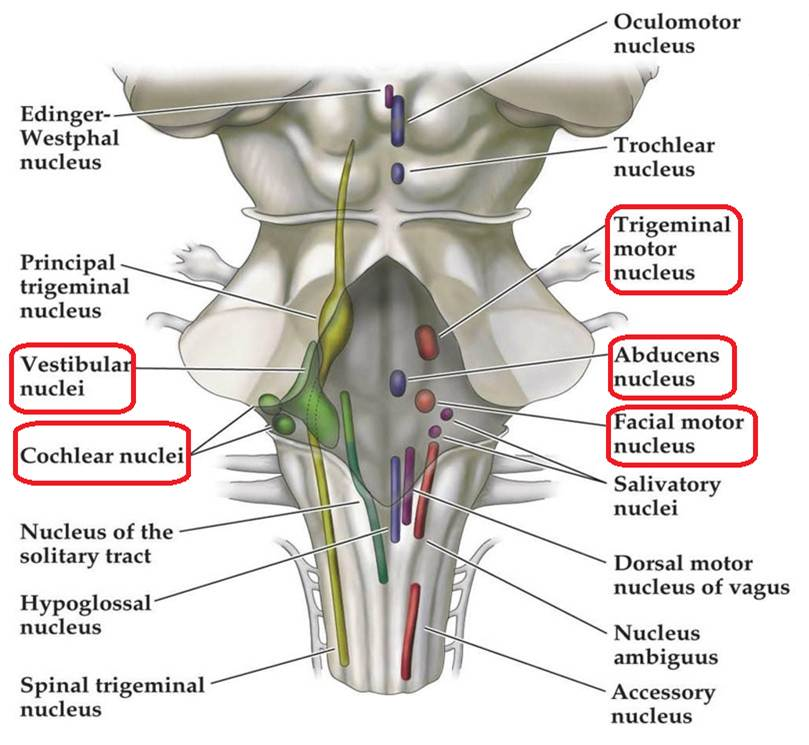 Oculomotor
nucleus
Edinger-
Westphal
nucleus
Trochlear
nucleus
Trigeminal
motor
nucleus
Principal
trigeminal
nucleus
Vestibular
nuclei
Abducens
nucleus
Facial motor
nucleus
Cochlear nuclei
Salivatory
nuclei
Nucleus of the
solitary tract
Dorsal motor
nucleus of vagus
Hypoglossal
nucleus
Nucleus
ambiguus
Spinal trigeminal
nucleus
Accessory
nucleus